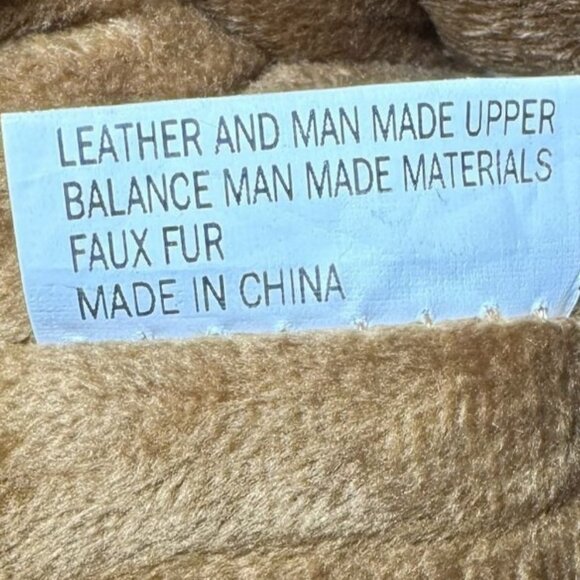 LEATHER AND MAN MADE UPPER
BALANCE MAN MADE MATERIALS
FAUX FUR
MADE IN CHINA